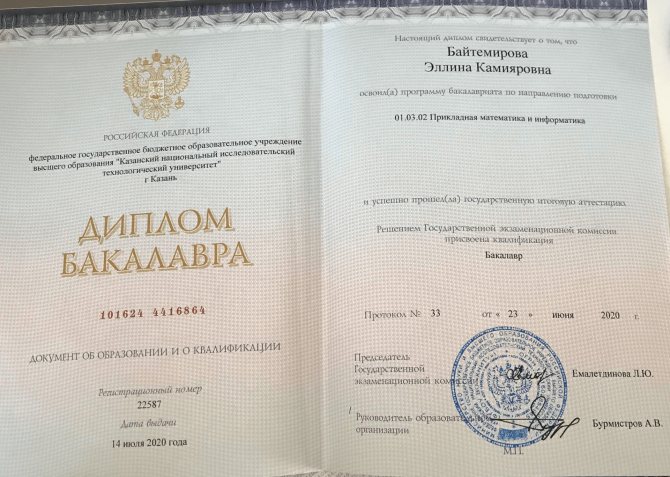 РОССИЙСКАЯ ФЕДЕРАЦИЯ
федеральное государственное бюджетное образовательное учреждение
высшего образования "Казанский национальный исследовательский
технологический университет"
г Казань
ДИПЛОМ
БАКАЛАВРА
101624 4416864
ДОКУМЕНТ ОБ ОБРАЗОВАНИИ И О КВАЛИФИКАЦИИ
Регистрационный номер
22587
Дата выдачи
14 июля 2020 года
Настоящий диплом свидетельствует о том, что
Байтемирова
Эллина Камияровна
освоил(а) программу бакалавриата по направлению подготовки
01.03.02 Прикладная математика и информатика
и успешно прошел(ла) государственную итоговую аттестацию
Решением Государственной экзаменационной комиссии
присвоена квалификация
Бакалавр
Протокол № 33 от « 23 » июня 2020 г.
Председатель
Государственной
экзаменационной комиссии Емалетдинова Л.Ю.
Руководитель образовательной
организации Бурмистров А.В.
М.П.